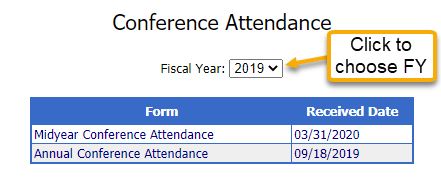 Conference Attendance
Click to
choose FY
Fiscal Year: 2019
Form Received Date
Midyear Conference Attendance 03/31/2020
Annual Conference Attendance 09/18/2019